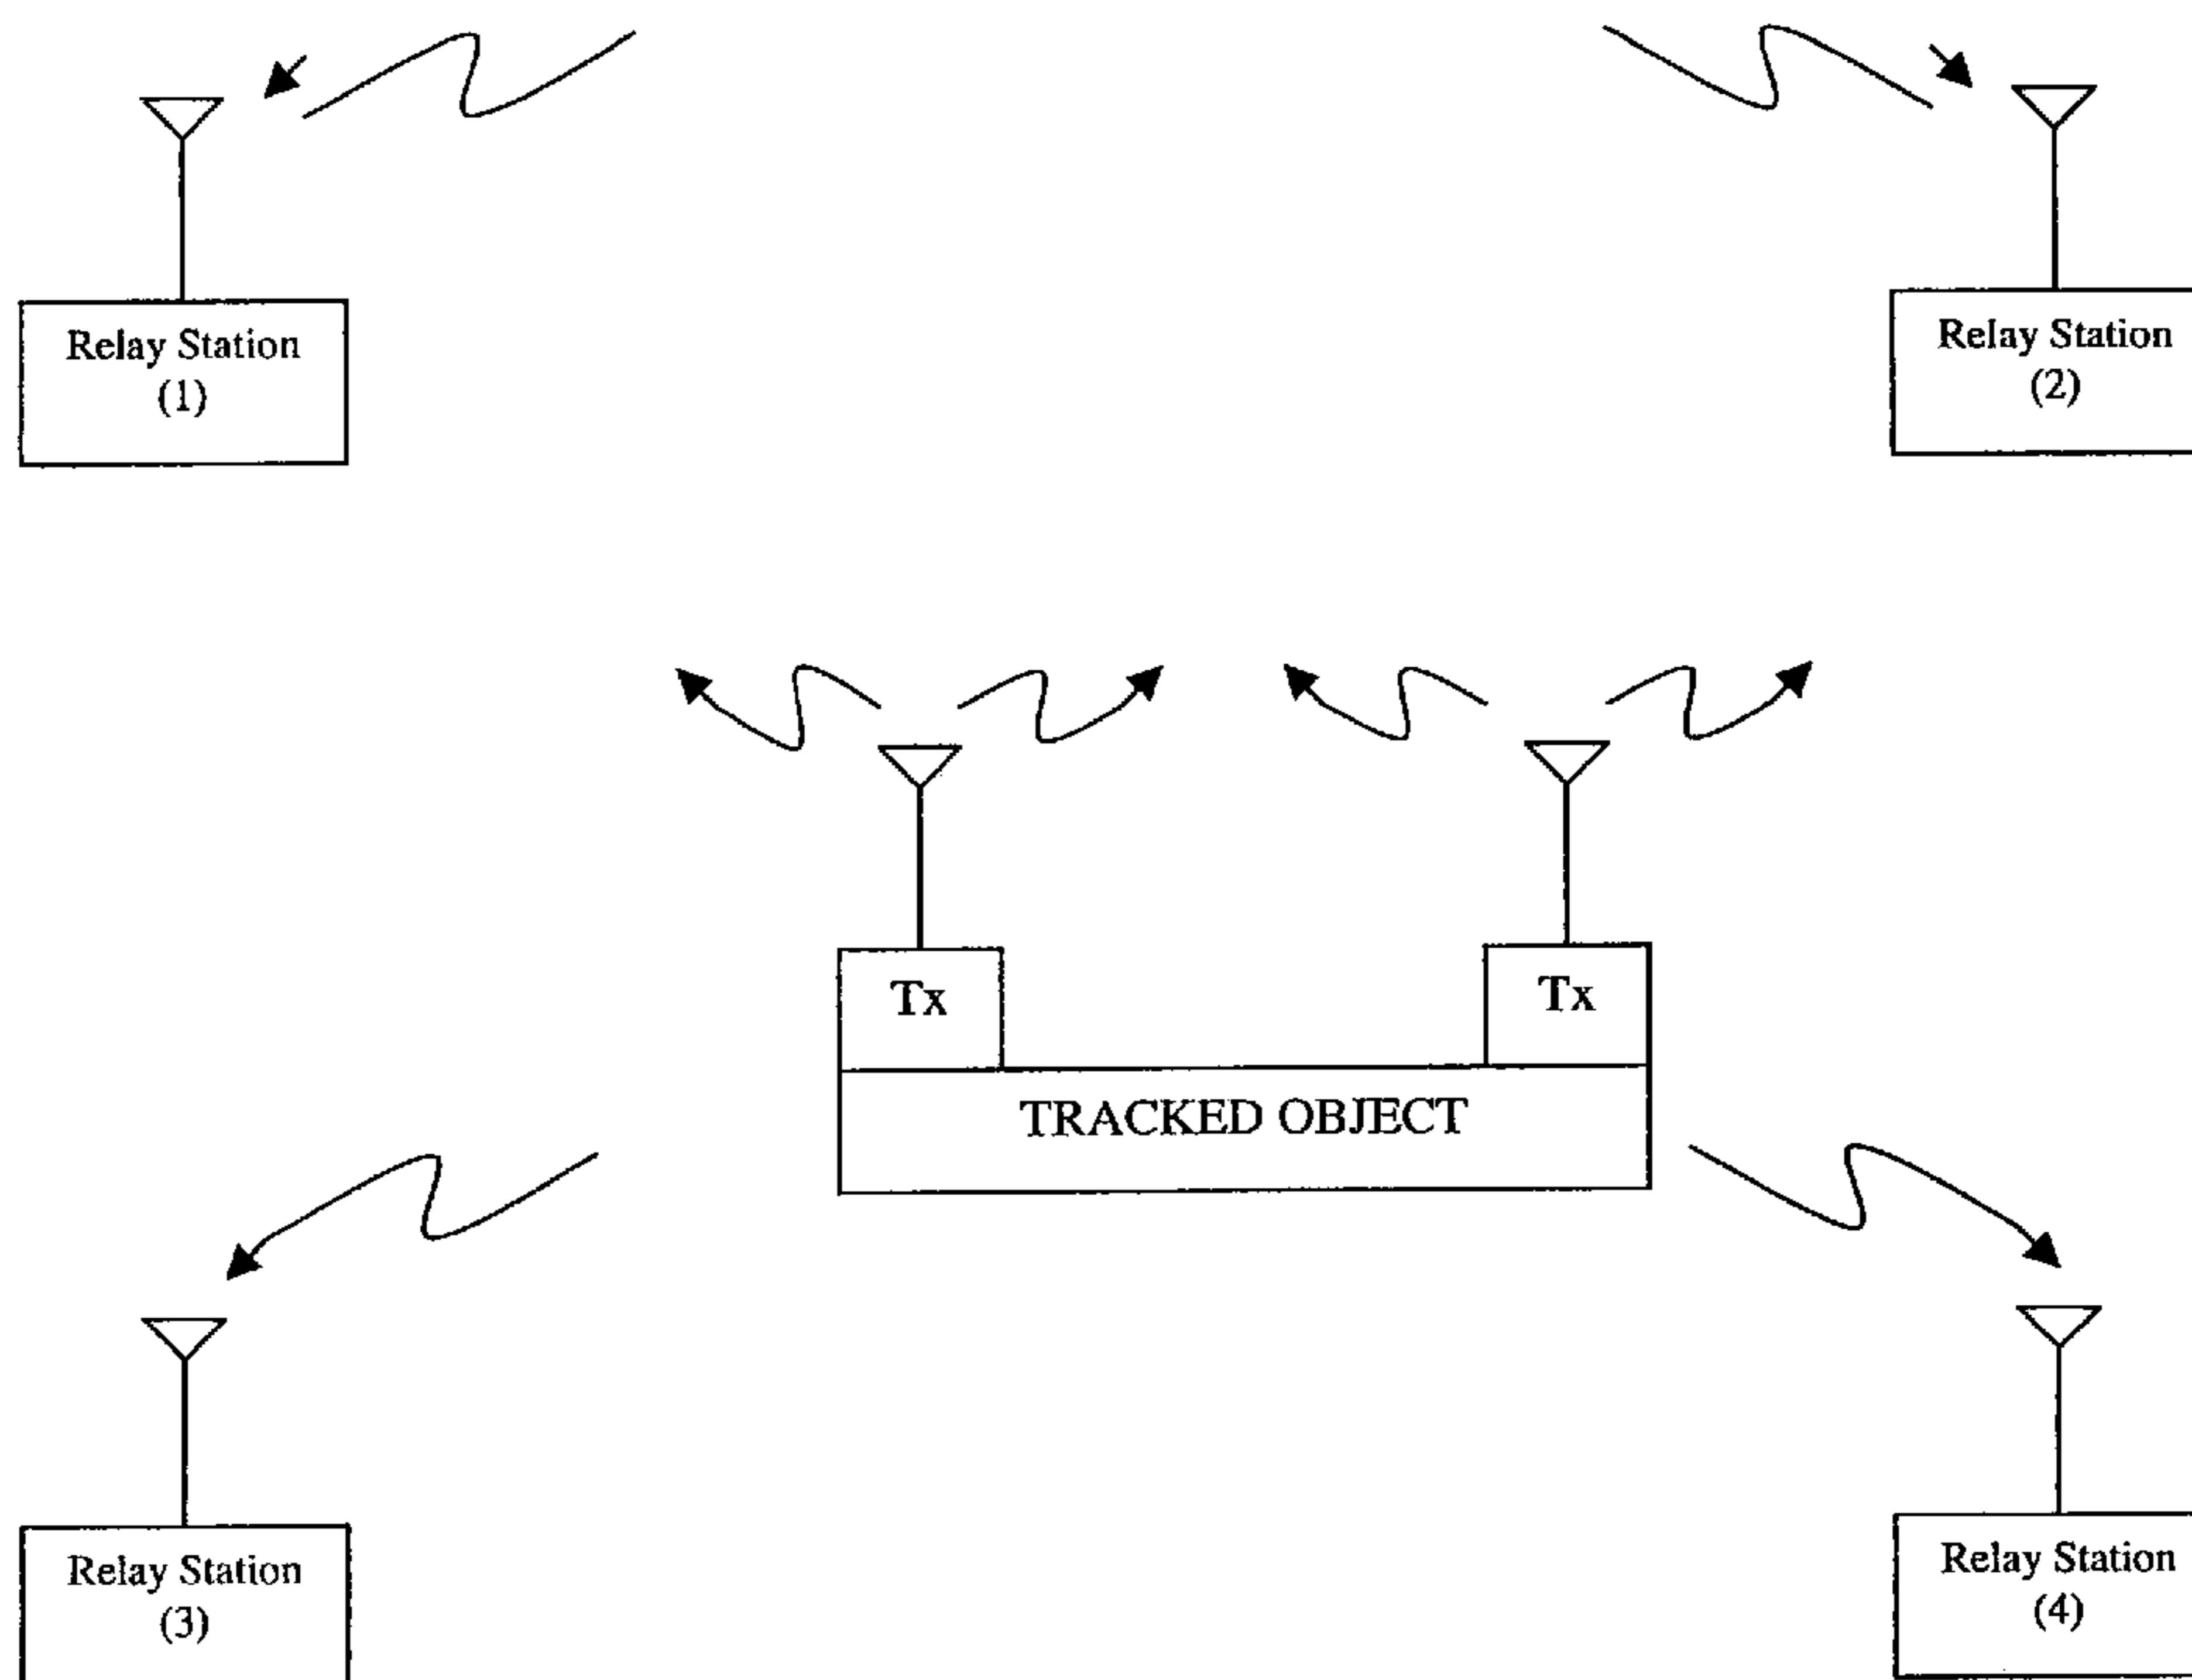 Relay Station
(1)
Relay Station
(2)
Tx
Tx
TRACKED OBJECT
Relay Station
(3)
Relay Station
(4)